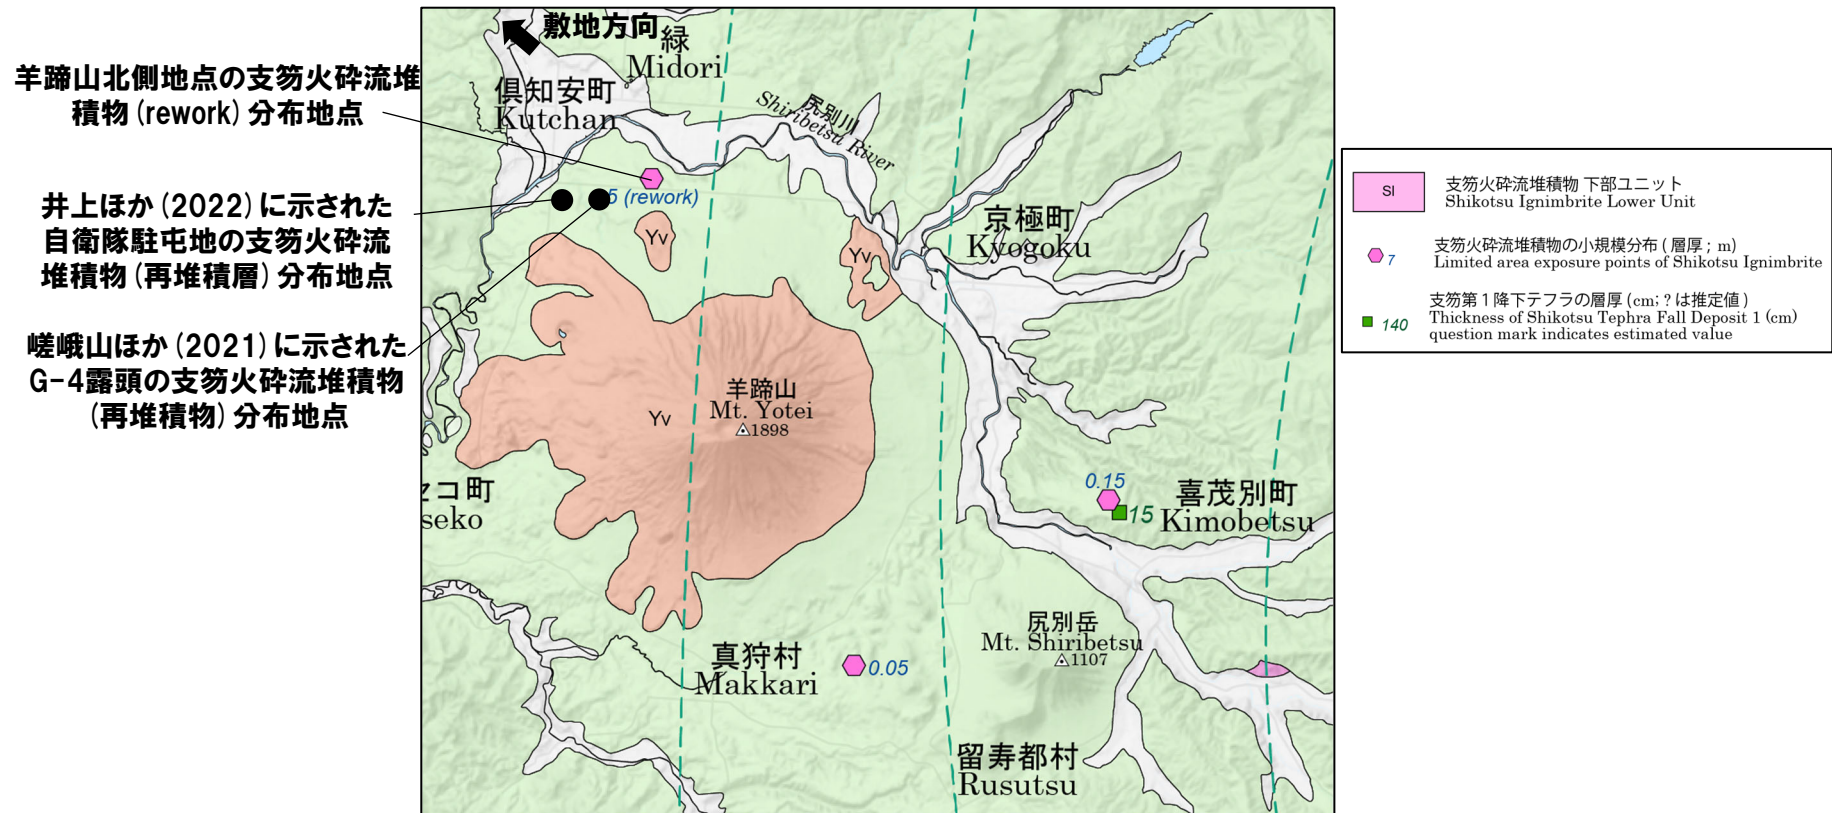 敷地方向
羊蹄山北側地点の支笏火砕流堆
積物(rework)分布地点
井上ほか(2022)に示された
自衛隊駐屯地の支笏火砕流
堆積物(再堆積層)分布地点
嵯峨山ほか(2021)に示された
G-4露頭の支笏火砕流堆積物
(再堆積物)分布地点
緑
Midori
倶知安町
Kutchan
尻別川
Shiribetsu River
5 (rework)
Yv
Yv
京極町
Kyogoku
羊蹄山
Mt. Yotei
1898
Yv
セコ町
seko
0.15
15
喜茂別町
Kimobetsu
尻別岳
Mt. Shiribetsu
1107
真狩村
Makkari
0.05
留寿都村
Rusutsu
SI
支笏火砕流堆積物 下部ユニット
Shikotsu Ignimbrite Lower Unit
7
支笏火砕流堆積物の小規模分布 ( 層厚 ; m)
Limited area exposure points of Shikotsu Ignimbrite
140
支笏第 1 降下テフラの層厚 (cm; ? は推定値 )
Thickness of Shikotsu Tephra Fall Deposit 1 (cm)
question mark indicates estimated value